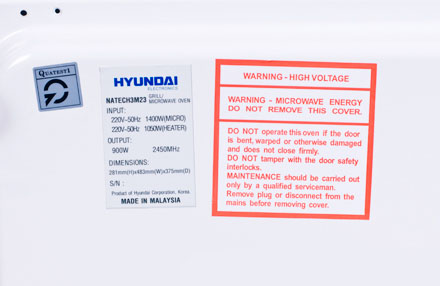 QUATEST1
HYUNDAI
ELECTRONICS
NATECH3M23 GRILL/
MICROWAVE OVEN
INPUT:
220V~50Hz 1400W(MICRO)
220V~50Hz 1050W(HEATER)
OUTPUT:
900W 2450MHz
DIMENSIONS:
281mm(H)x483mm(W)x375mm(D)
S/N :
Product of Hyundai Corporation, Korea
MADE IN MALAYSIA
WARNING - HIGH VOLTAGE
WARNING - MICROWAVE ENERGY
DO NOT REMOVE THIS COVER.
DO NOT operate this oven if the door
is bent, warped or otherwise damaged
and does not close firmly.
DO NOT tamper with the door safety
interlocks.
MAINTENANCE should be carried out
only by a qualified serviceman.
Remove plug or disconnect from the
mains before removing cover.